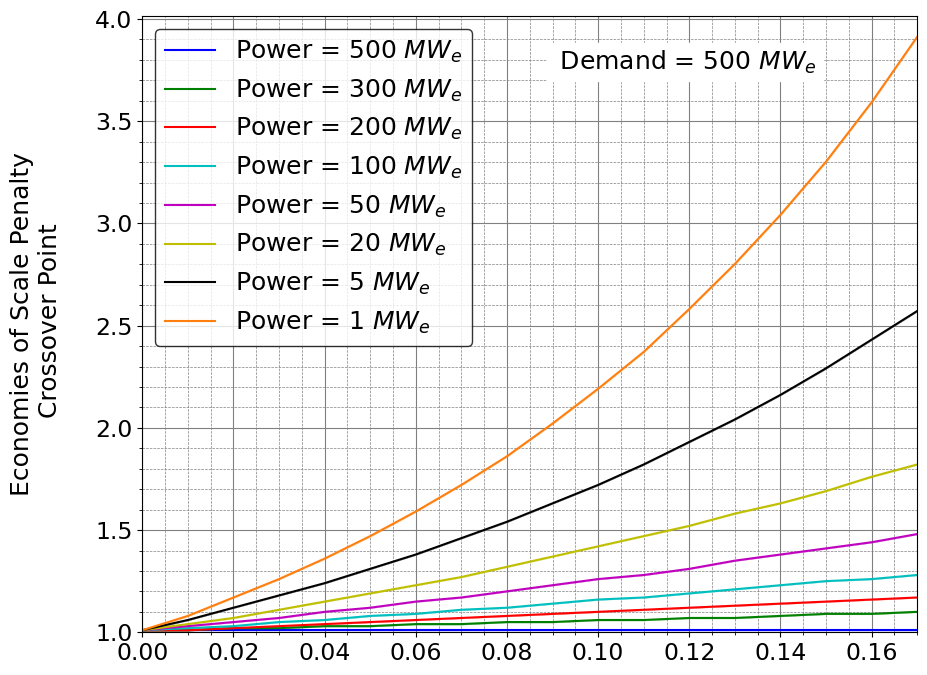 Economies of Scale Penalty
Crossover Point
4.0
3.5
3.0
2.5
2.0
1.5
1.0
Power = 500 MWe
Power = 300 MWe
Power = 200 MWe
Power = 100 MWe
Power = 50 MWe
Power = 20 MWe
Power = 5 MWe
Power = 1 MWe
Demand = 500 MWe
0.00 0.02 0.04 0.06 0.08 0.10 0.12 0.14 0.16